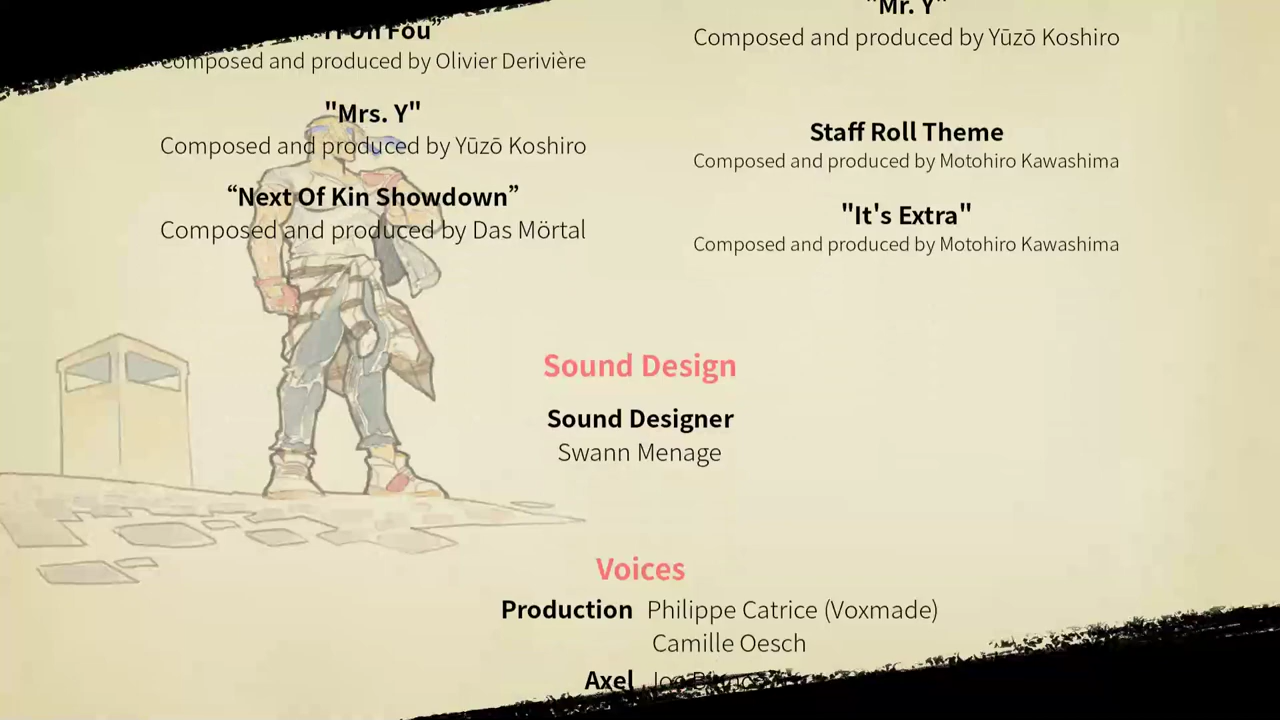 Fou”
Composed and produced by Olivier Derivière
"Mrs. Y"
Composed and produced by Yūzō Koshiro
“Next Of Kin Showdown”
Composed and produced by Das Mörtal
"Mr. Y"
Composed and produced by Yūzō Koshiro
Staff Roll Theme
Composed and produced by Motohiro Kawashima
"It's Extra"
Composed and produced by Motohiro Kawashima
Sound Design
Sound Designer
Swann Menage
Voices
Production Philippe Catrice (Voxmade)
Camille Oesch
Axel